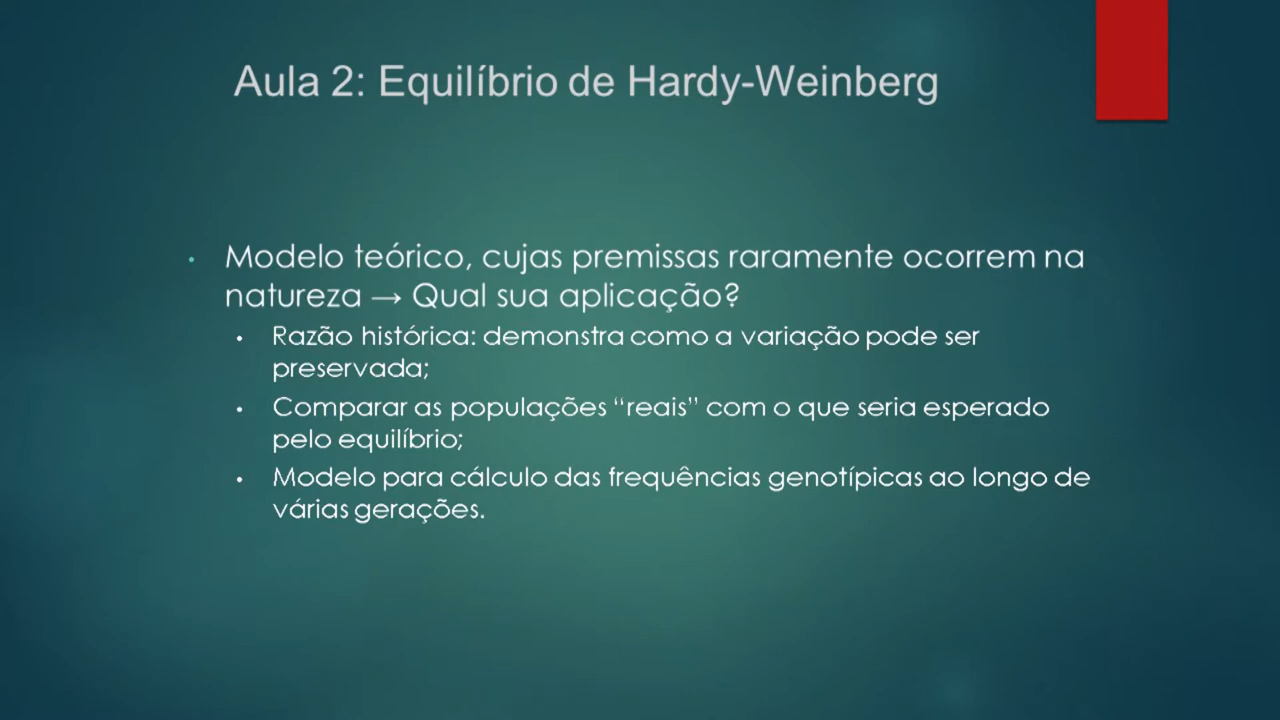 Aula 2: Equilíbrio de Hardy-Weinberg
• Modelo teórico, cujas premissas raramente ocorrem na
natureza → Qual sua aplicação?
• Razão histórica: demonstra como a variação pode ser
preservada;
• Comparar as populações “reais” com o que seria esperado
pelo equilíbrio;
• Modelo para cálculo das frequências genotípicas ao longo de
várias gerações.